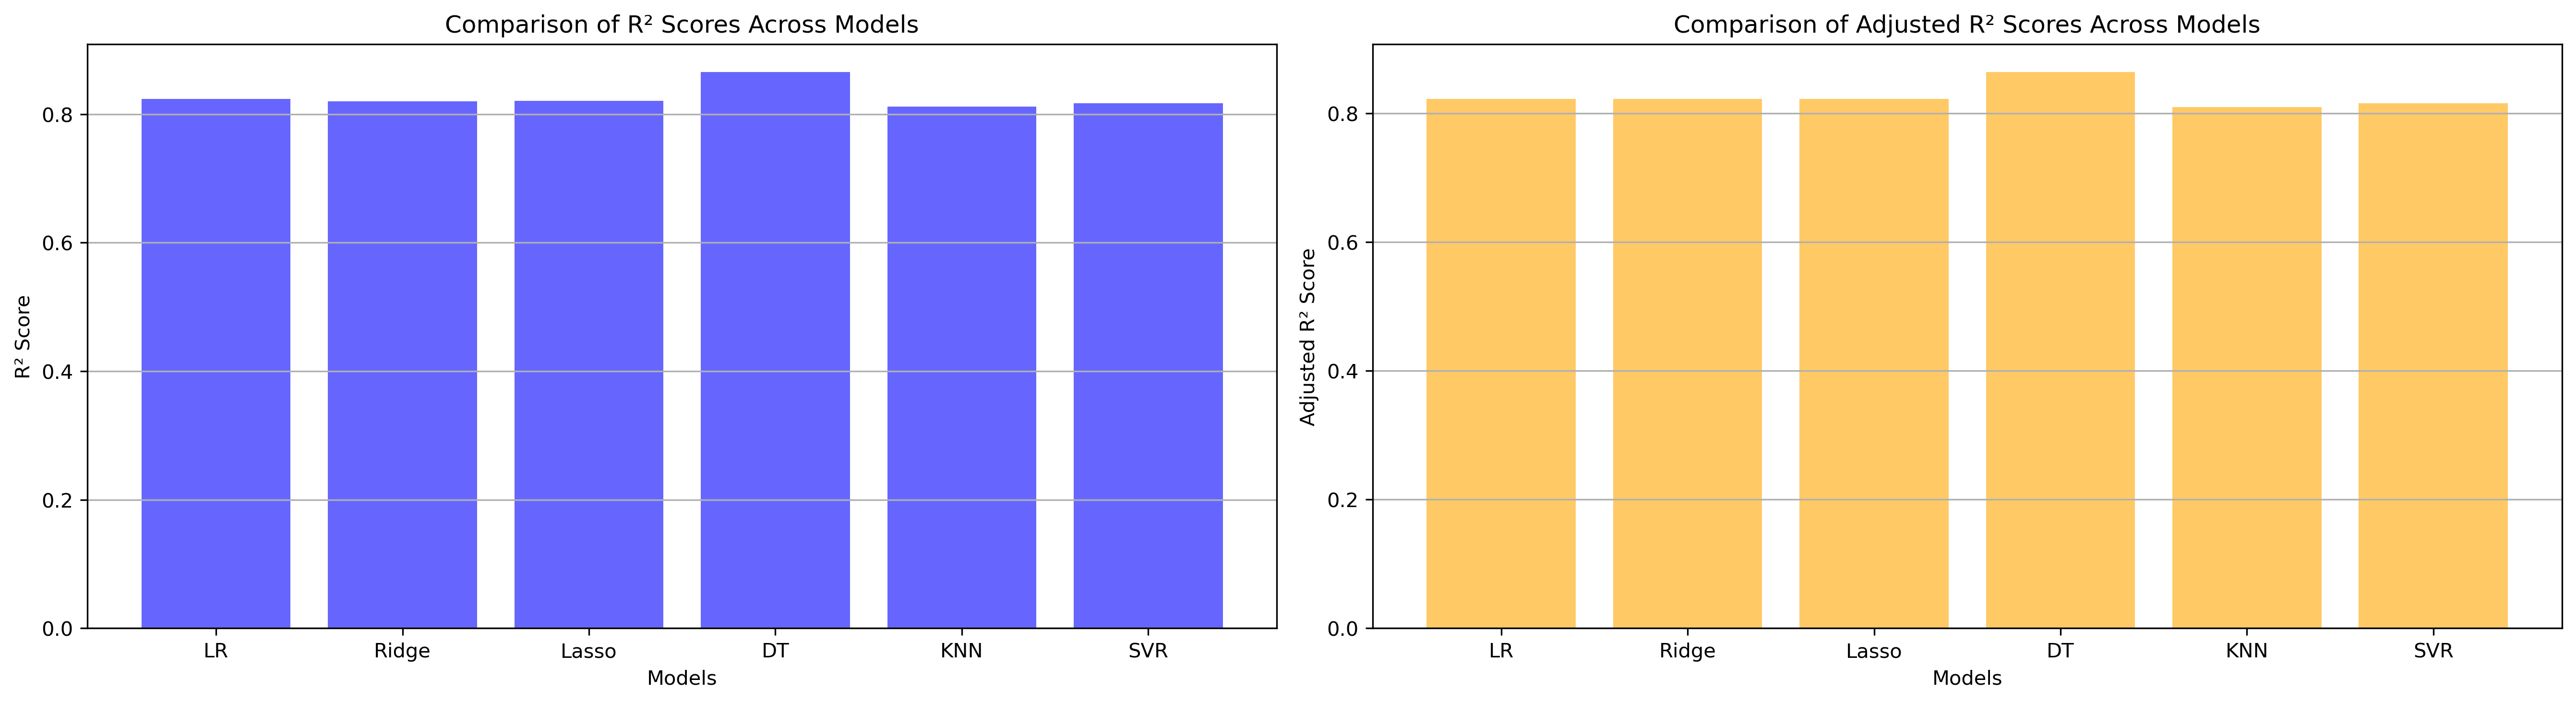 Comparison of R² Scores Across Models
R² Score
0.8
0.6
0.4
0.2
0.0
LR Ridge Lasso DT KNN SVR
Models
Comparison of Adjusted R² Scores Across Models
Adjusted R² Score
0.8
0.6
0.4
0.2
0.0
LR Ridge Lasso DT KNN SVR
Models